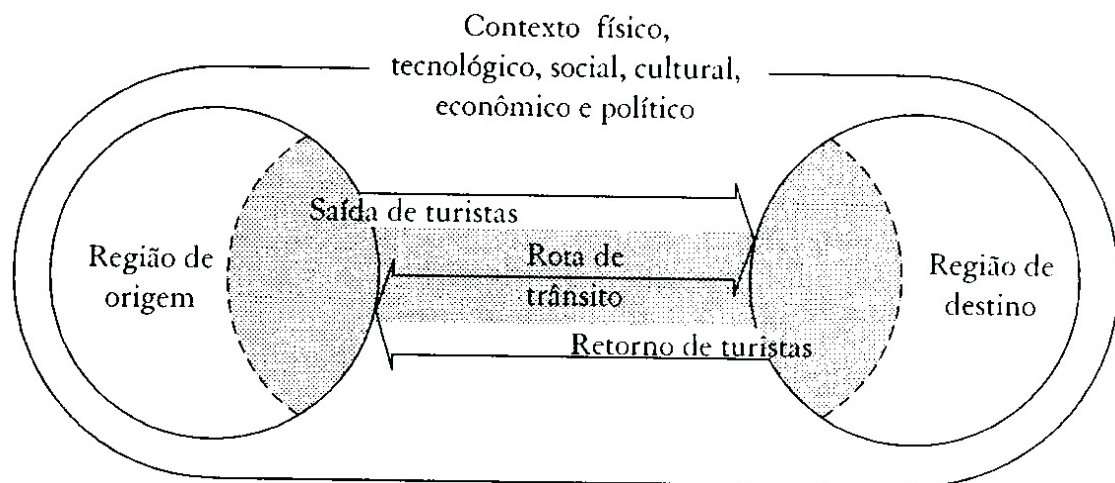 Contexto físico,
tecnológico, social, cultural,
econômico e político
Saída de turistas
Região de
origem
Rota de
trânsito
Região de
destino
Retorno de turistas